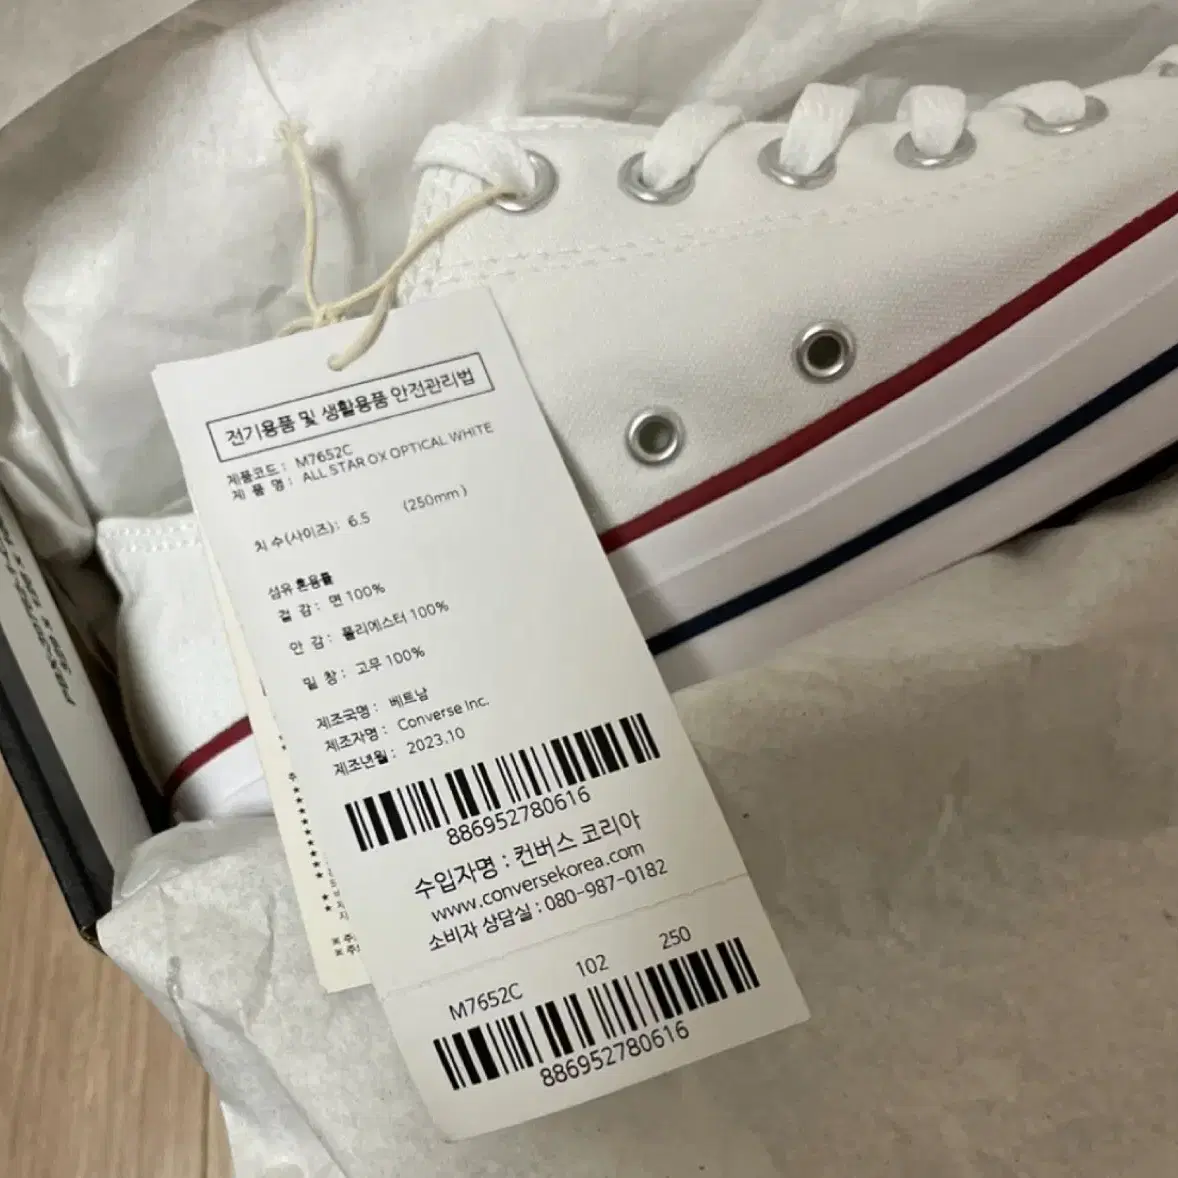 전기용품 및 생활용품 안전관리법
제품코드 : M7652C
제 품 명 : ALL STAR OX OPTICAL WHITE
치 수(사이즈): 6.5 (250mm)
섬유 혼용률
겉 감 : 면 100%
안 감 : 폴리에스터 100%
밑 창 : 고무 100%
제조국명 : 베트남
제조자명 : Converse Inc.
제조년월 : 2023.10
886952780616
수입자명 : 컨버스 코리아
www.conversekorea.com
소비자 상담실 : 080-987-0182
M7652C 102 250
886952780616